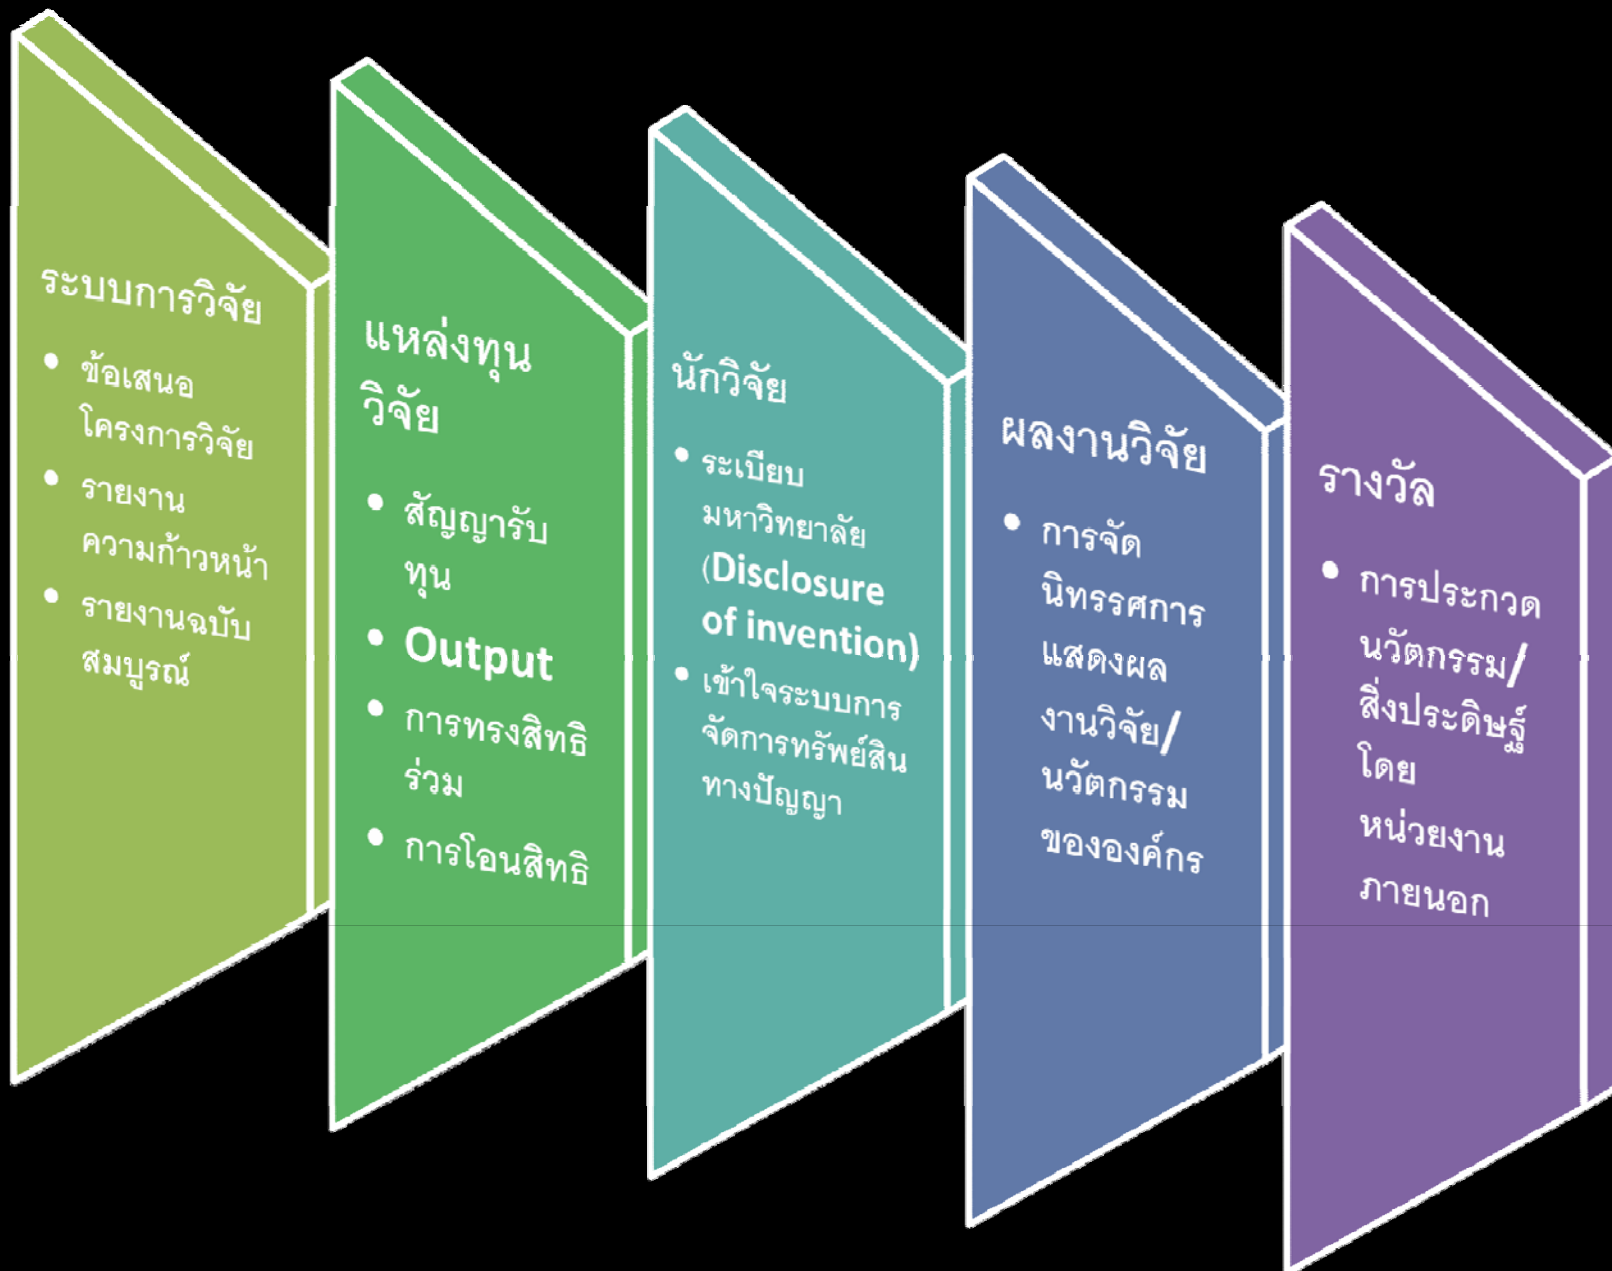 ระบบการวิจัย
• ข้อเสนอ
โครงการวิจัย
• รายงาน
ความก้าวหน้า
• รายงานฉบับ
สมบูรณ์
แหล่งทุน
วิจัย
• สัญญารับ
ทุน
• Output
• การทรงสิทธิ
ร่วม
• การโอนสิทธิ
นักวิจัย
• ระเบียบ
มหาวิทยาลัย
(Disclosure
of invention)
• เข้าใจระบบการ
จัดการทรัพย์สิน
ทางปัญญา
ผลงานวิจัย
• การจัด
นิทรรศการ
แสดงผล
งานวิจัย/
นวัตกรรม
ขององค์กร
รางวัล
• การประกวด
นวัตกรรม/
สิ่งประดิษฐ์
โดย
หน่วยงาน
ภายนอก